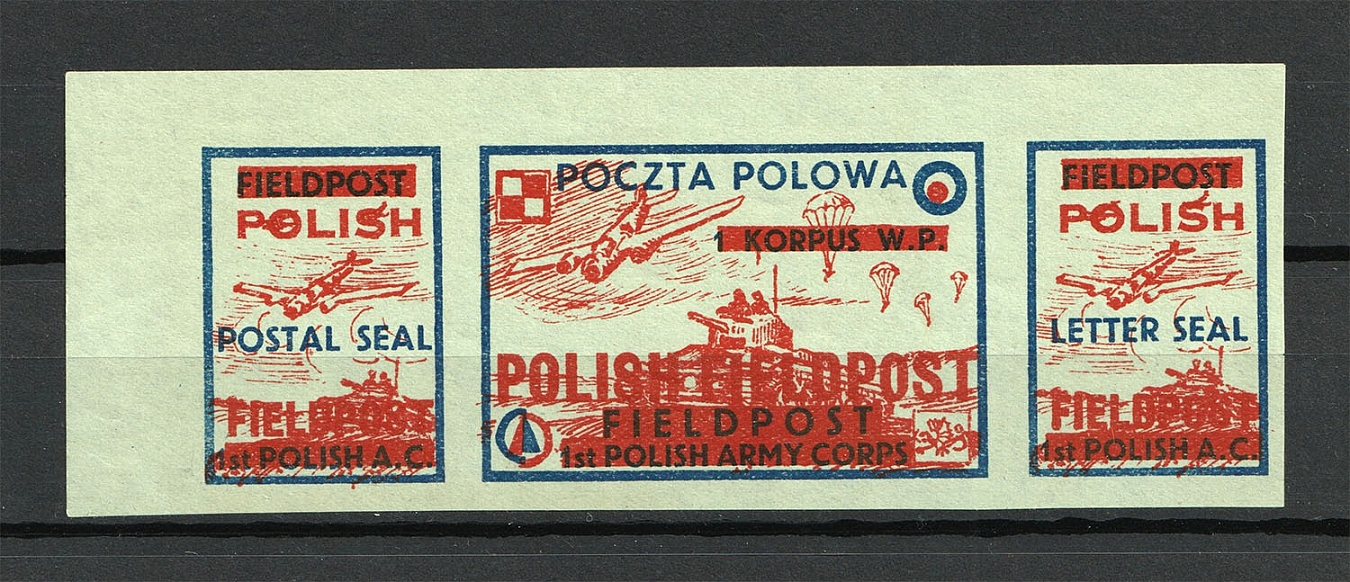 FIELDPOST
POLISH
POSTAL SEAL
FIELDPOST
1st POLISH A.C.
POCZTA POLOWA
1 KORPUS W.P.
POLISH FIELDPOST
FIELDPOST
1st POLISH ARMY CORPS
FIELDPOST
POLISH
LETTER SEAL
FIELDPOST
1st POLISH A.C.